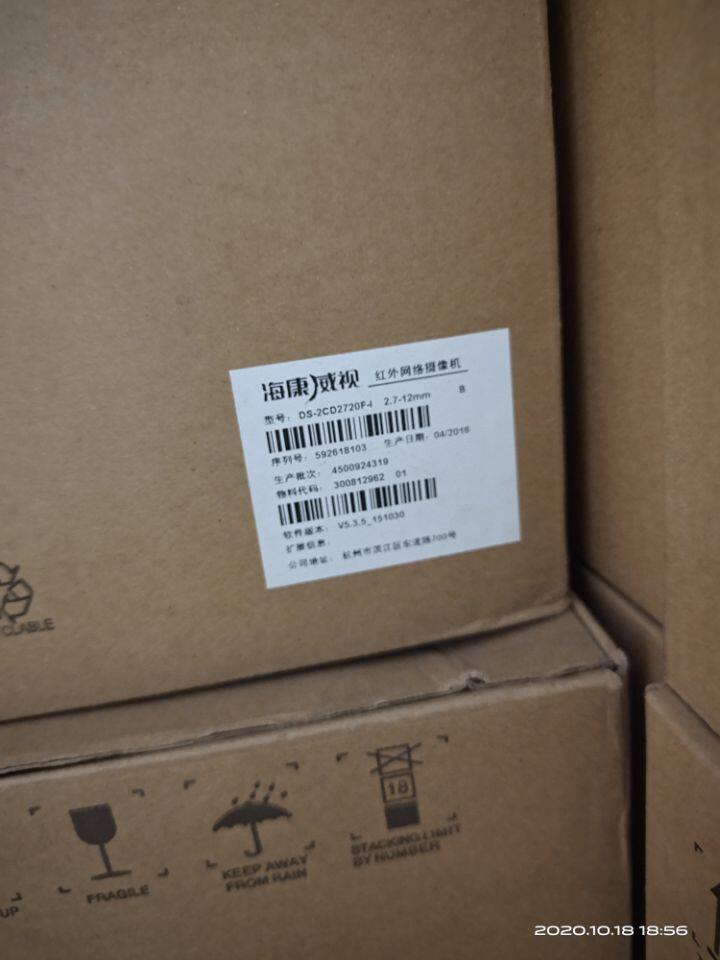 海康威视 红外网络摄像机
型号: DS-2CD2720F-I 2.7-12mm B
序列号: 592618103 生产日期: 04/2016
生产批次: 4500924319
物料代码: 300812962 01
软件版本: V5.3.5_151030
扩展信息:
公司地址: 杭州市滨江区东流路700号
CLABLE
18
UP
FRAGILE
KEEP AWAY
FROM RAIN
STACKING LIMIT
BY NUMBER
2020.10.18 18:56